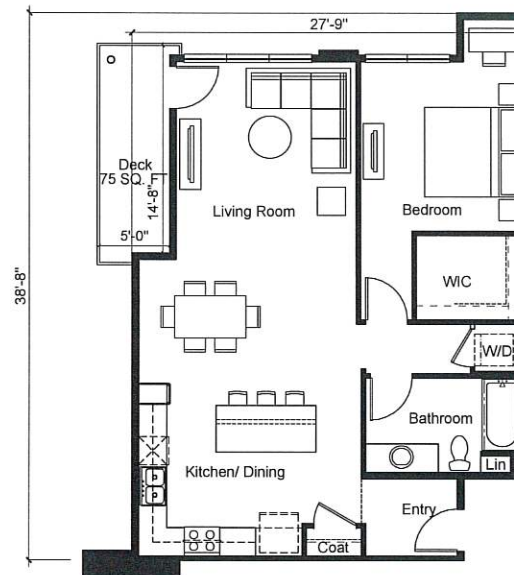 27'-9"
Deck
75 SQ. FT
14'-8"
5'-0"
38'-8"
Living Room
Bedroom
WIC
W/D
Bathroom
Lin
Kitchen/ Dining
Entry
Coat